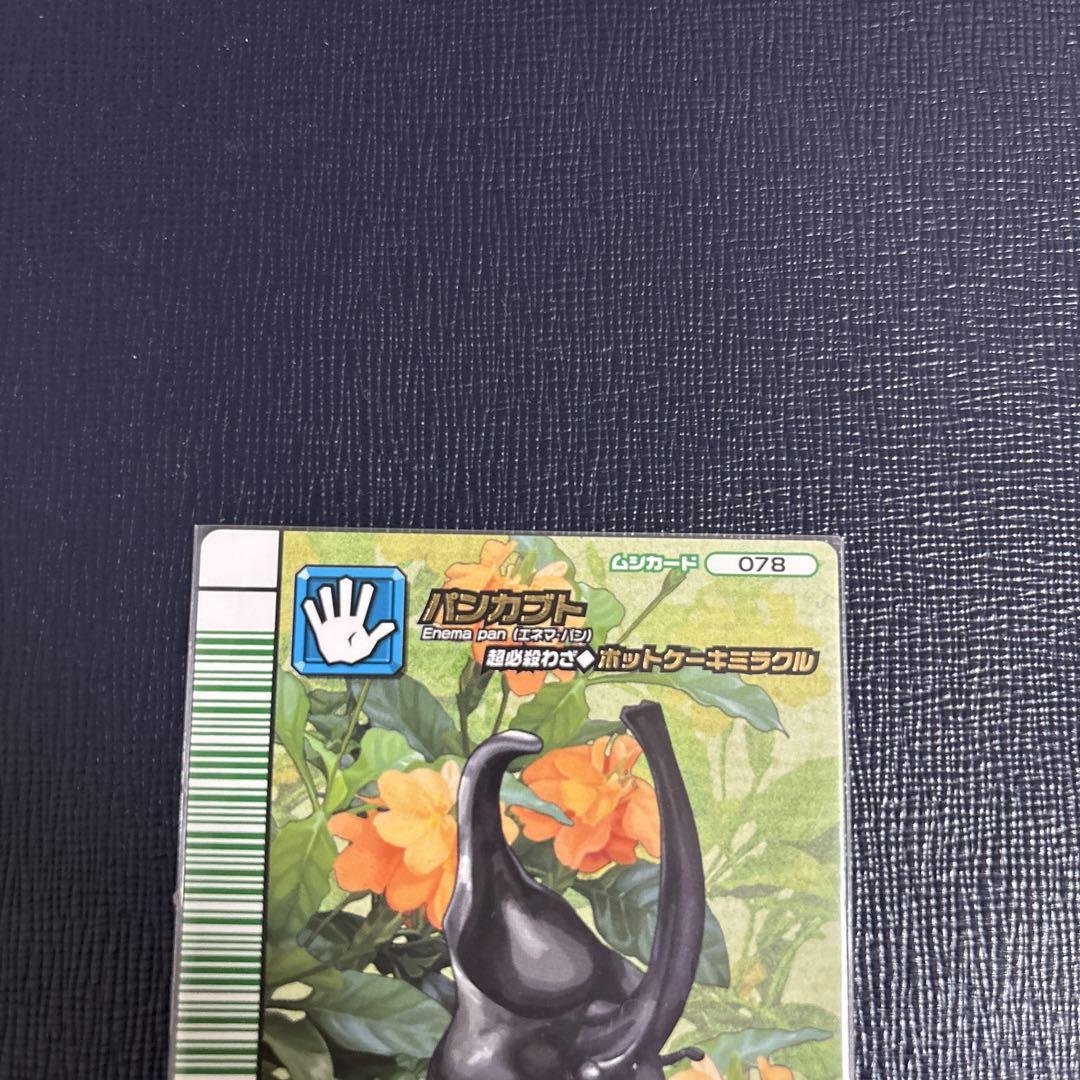 ムシカード 078
パンカブト
Enema pan (エネマ・パン)
超必殺わざ◆ホットケーキミラクル